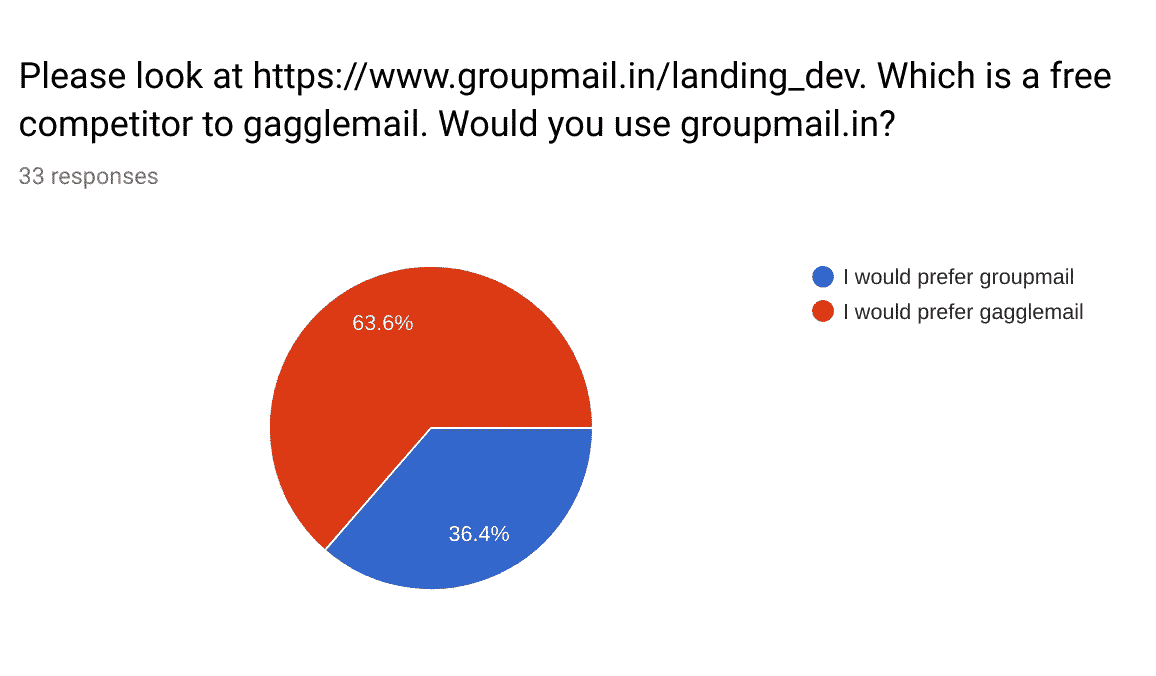 Please look at https://www.groupmail.in/landing_dev. Which is a free
competitor to gagglemail. Would you use groupmail.in?
33 responses
I would prefer groupmail
I would prefer gagglemail
63.6%
36.4%